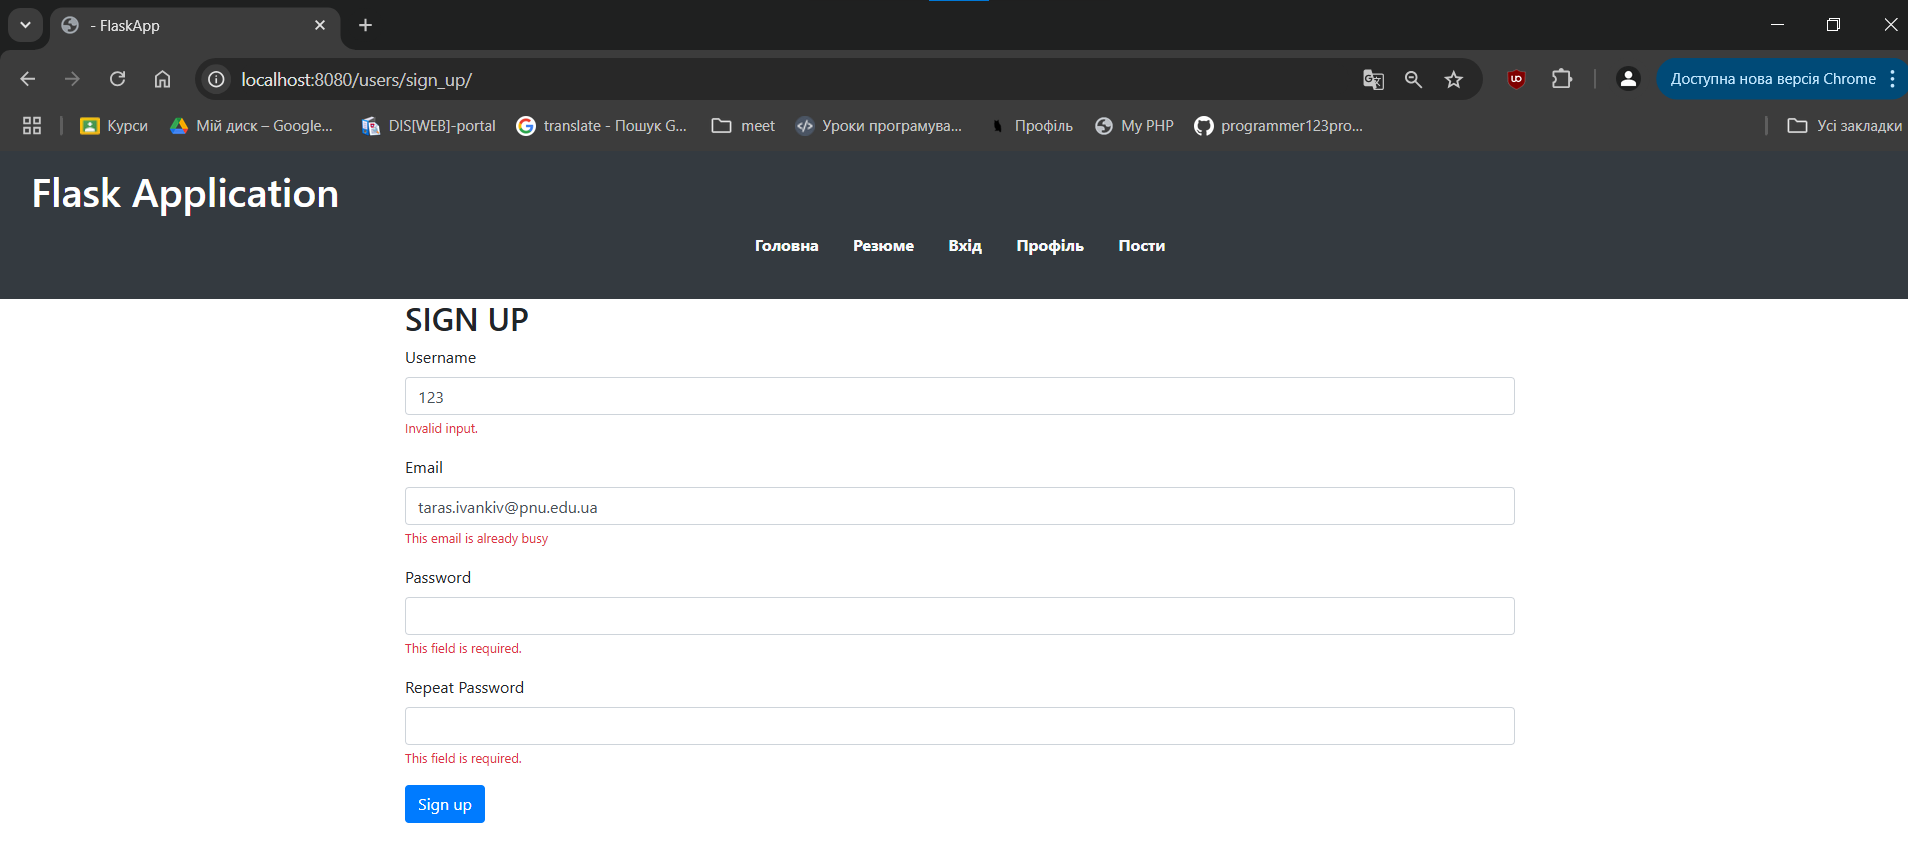 - FlaskApp
localhost:8080/users/sign_up/
Доступна нова версія Chrome
Курси
Мій диск – Google...
DIS[WEB]-portal
translate - Пошук G...
meet
Уроки програмува...
Профіль
My PHP
programmer123pro...
Усі закладки
Flask Application
Головна Резюме Вхід Профіль Пости
SIGN UP
Username
123
Invalid input.
Email
taras.ivankiv@pnu.edu.ua
This email is already busy
Password
This field is required.
Repeat Password
This field is required.
Sign up